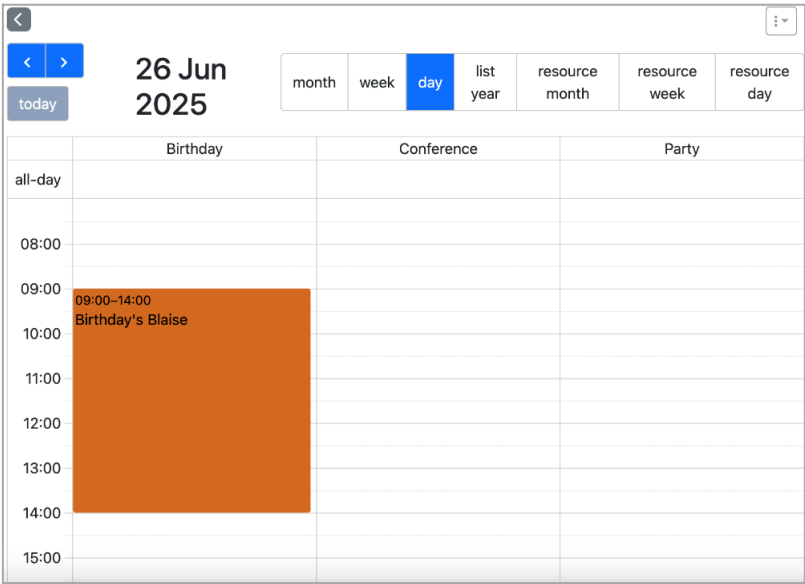 26 Jun
2025
today
month
week
day
list
year
resource
month
resource
week
resource
day
Birthday
Conference
Party
all-day
08:00
09:00
09:00–14:00
Birthday's Blaise
10:00
11:00
12:00
13:00
14:00
15:00